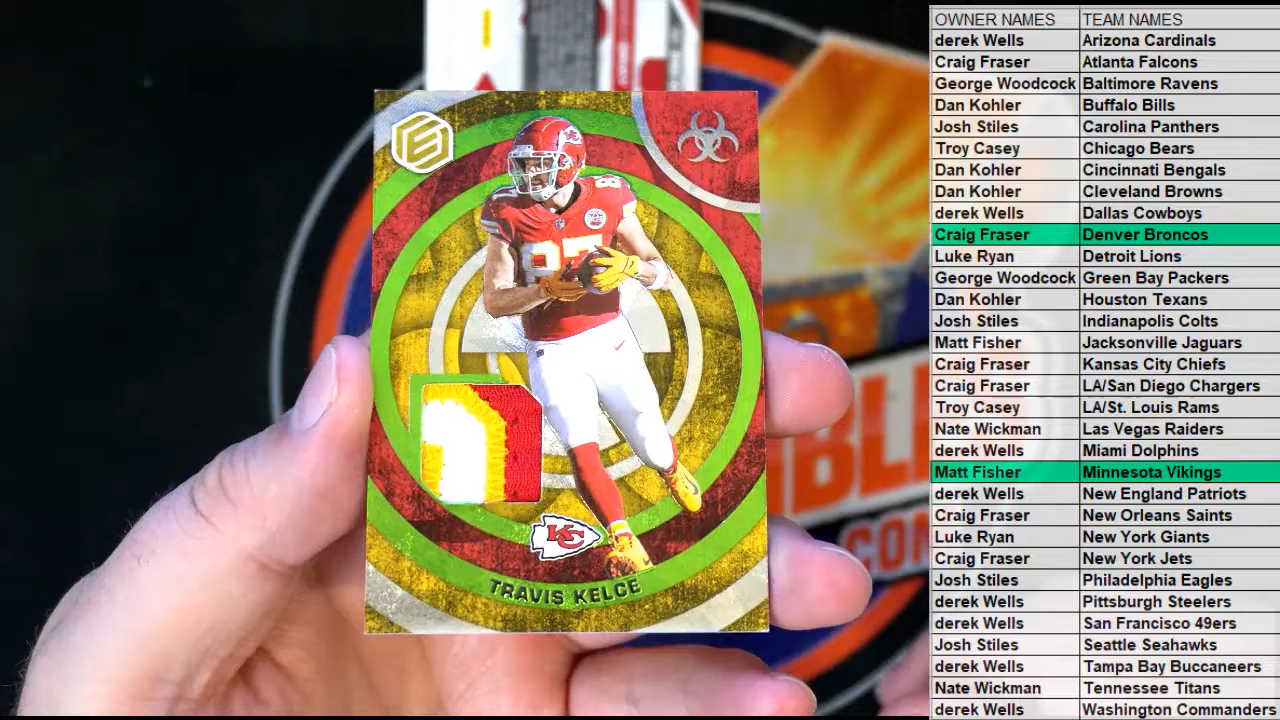 87
87
KC
TRAVIS KELCE
OWNER NAMES TEAM NAMES
derek Wells Arizona Cardinals
Craig Fraser Atlanta Falcons
George Woodcock Baltimore Ravens
Dan Kohler Buffalo Bills
Josh Stiles Carolina Panthers
Troy Casey Chicago Bears
Dan Kohler Cincinnati Bengals
Dan Kohler Cleveland Browns
derek Wells Dallas Cowboys
Craig Fraser Denver Broncos
Luke Ryan Detroit Lions
George Woodcock Green Bay Packers
Dan Kohler Houston Texans
Josh Stiles Indianapolis Colts
Matt Fisher Jacksonville Jaguars
Craig Fraser Kansas City Chiefs
Craig Fraser LA/San Diego Chargers
Troy Casey LA/St. Louis Rams
Nate Wickman Las Vegas Raiders
derek Wells Miami Dolphins
Matt Fisher Minnesota Vikings
derek Wells New England Patriots
Craig Fraser New Orleans Saints
Luke Ryan New York Giants
Craig Fraser New York Jets
Josh Stiles Philadelphia Eagles
derek Wells Pittsburgh Steelers
derek Wells San Francisco 49ers
Josh Stiles Seattle Seahawks
derek Wells Tampa Bay Buccaneers
Nate Wickman Tennessee Titans
derek Wells Washington Commanders